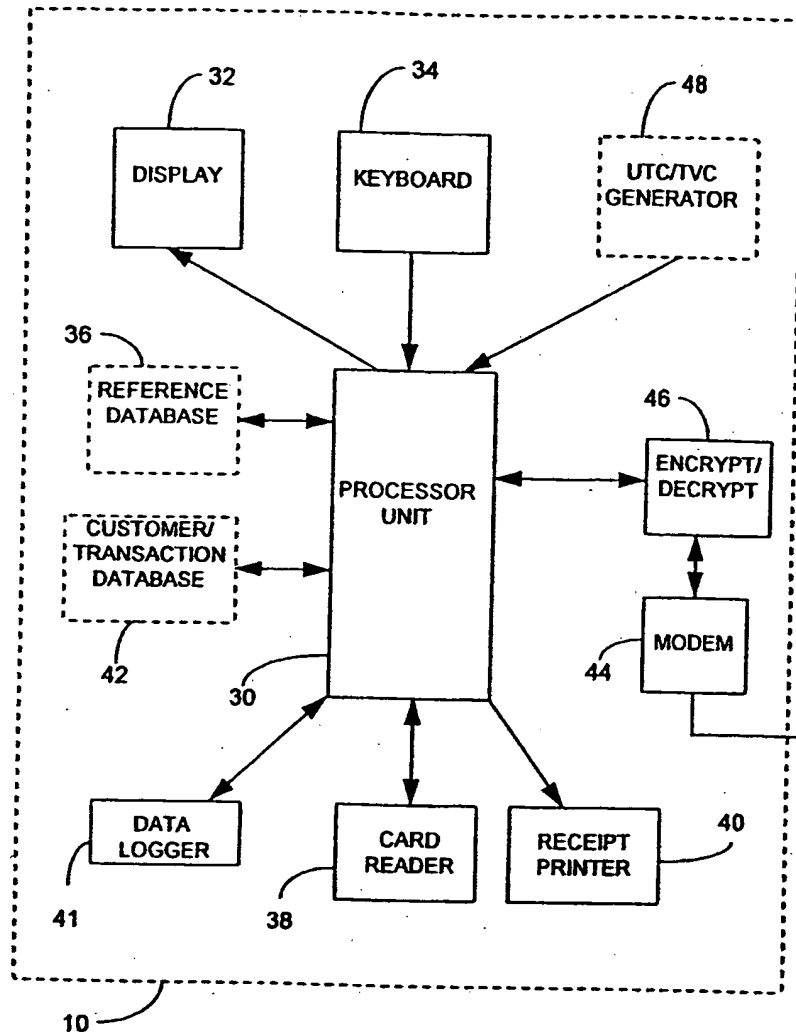 32
34
48
DISPLAY
KEYBOARD
UTC/TVC
GENERATOR
36
REFERENCE
DATABASE
46
ENCRYPT/
DECRYPT
PROCESSOR
UNIT
CUSTOMER/
TRANSACTION
DATABASE
42
30
44
MODEM
DATA
LOGGER
41
CARD
READER
38
RECEIPT
PRINTER
40
10